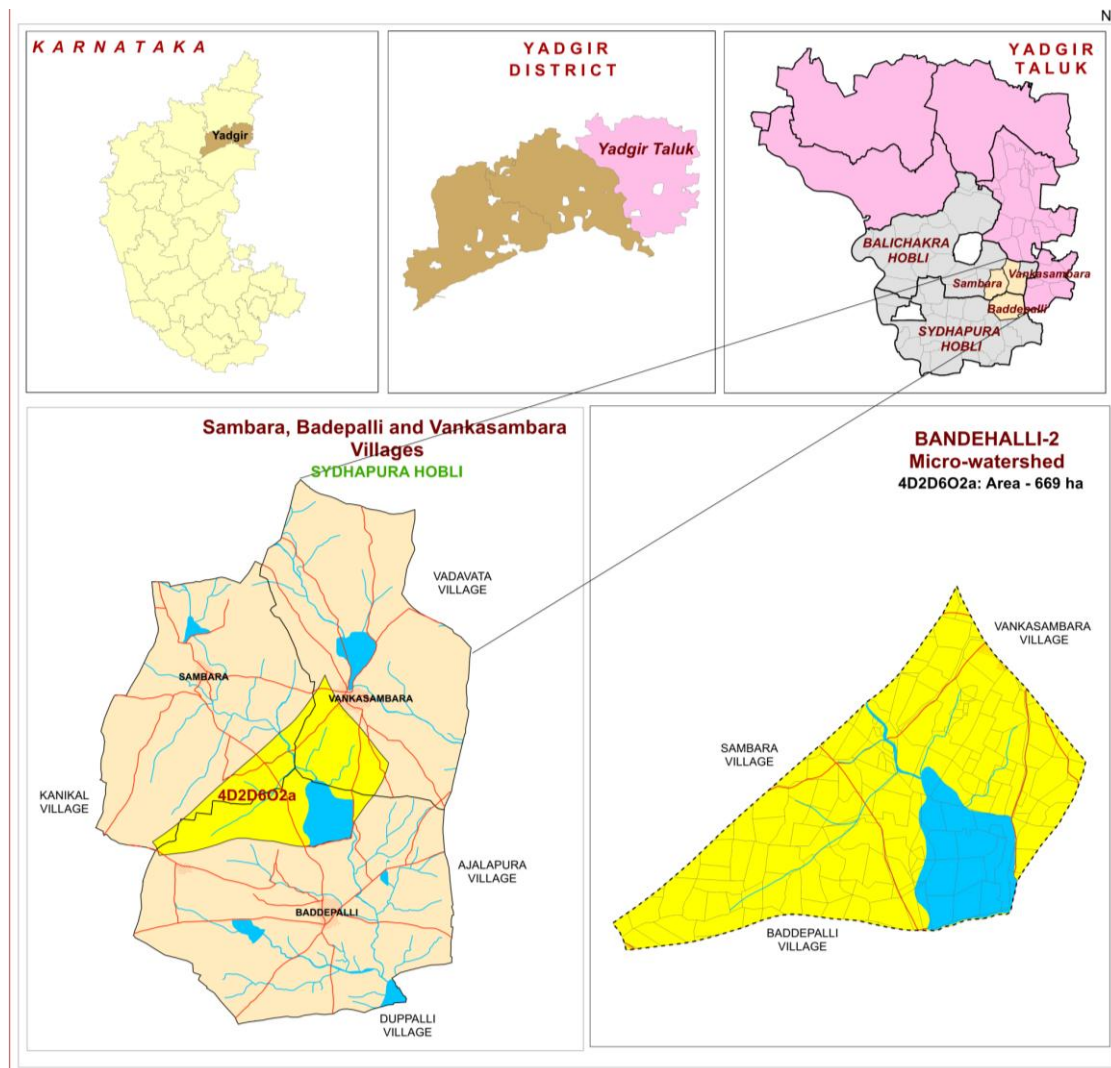 N
KARNATAKA
Yadgir
YADGIR
DISTRICT
Yadgir Taluk
YADGIR
TALUK
BALICHAKRA
HOBLI
Vankasambara
Sambara
Baddepalli
SYDHAPURA
HOBLI
Sambara, Badepalli and Vankasambara
Villages
SYDHAPURA HOBLI
VADAVATA
VILLAGE
SAMBARA
VANKASAMBARA
KANIKAL
VILLAGE
4D2D6O2a
AJALAPURA
VILLAGE
BADDEPALLI
DUPPALLI
VILLAGE
BANDEHALLI-2
Micro-watershed
4D2D6O2a: Area - 669 ha
VANKASAMBARA
VILLAGE
SAMBARA
VILLAGE
BADDEPALLI
VILLAGE